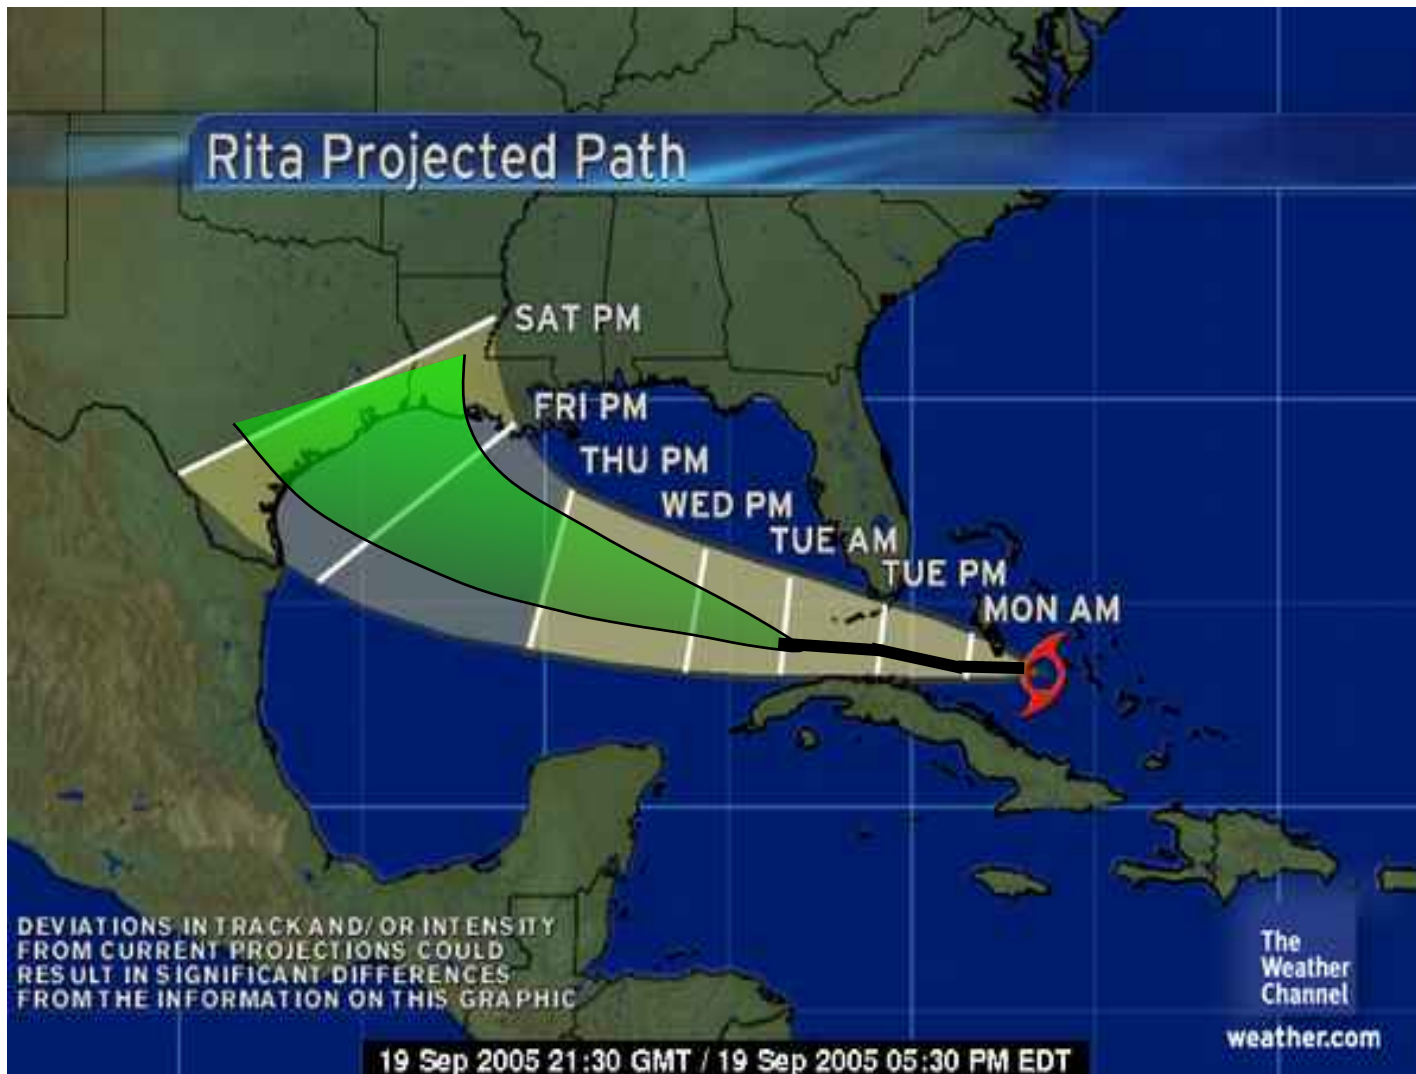 Rita Projected Path
SAT PM
FRI PM
THU PM
WED PM
TUE AM
TUE PM
MON AM
DEVIATIONS IN TRACK AND/OR INTENSITY
FROM CURRENT PROJECTIONS COULD
RESULT IN SIGNIFICANT DIFFERENCES
FROM THE INFORMATION ON THIS GRAPHIC
The
Weather
Channel
weather.com
19 Sep 2005 21:30 GMT / 19 Sep 2005 05:30 PM EDT